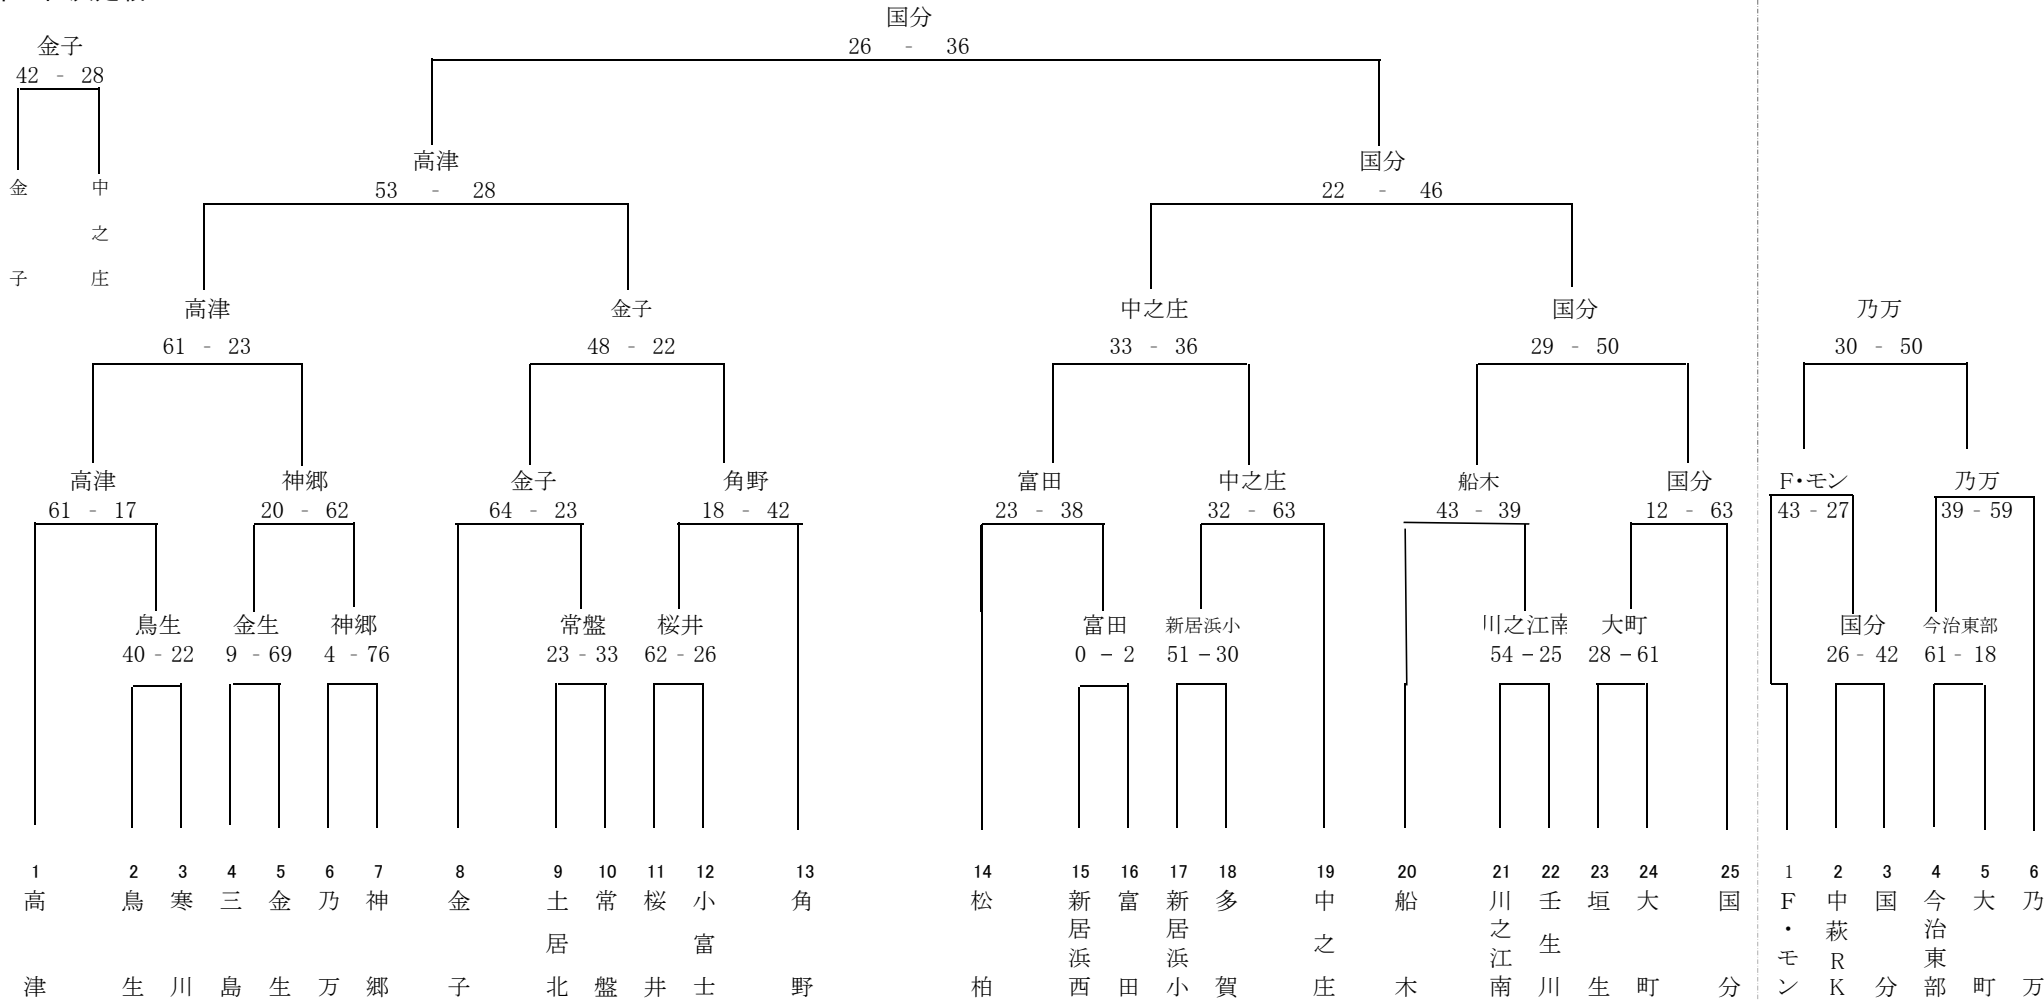 国分
26 - 36
金子
42 - 28
金子
中之庄
高津
53 - 28
国分
22 - 46
高津
61 - 23
金子
48 - 22
中之庄
33 - 36
国分
29 - 50
乃万
30 - 50
高津
61 - 17
神郷
20 - 62
金子
64 - 23
角野
18 - 42
富田
23 - 38
中之庄
32 - 63
船木
43 - 39
国分
12 - 63
F・モン
43 - 27
乃万
39 - 59
鳥生
40 - 22
金生
9 - 69
神郷
4 - 76
常盤
23 - 33
桜井
62 - 26
富田
0 - 2
新居浜小
51 - 30
川之江南
54 - 25
大町
28 - 61
国分
26 - 42
今治東部
61 - 18
1 高津
2 鳥生
3 寒川
4 三島
5 金生
6 乃万
7 神郷
8 金子
9 土居北
10 常盤
11 桜井
12 小富士
13 角野
14 松柏
15 新居浜西
16 富田
17 新居浜小
18 多賀
19 中之庄
20 船木
21 川之江南
22 壬生川
23 垣生
24 大町
25 国分
1 F・モン
2 中萩RK
3 国分
4 今治東部
5 大町
6 乃万